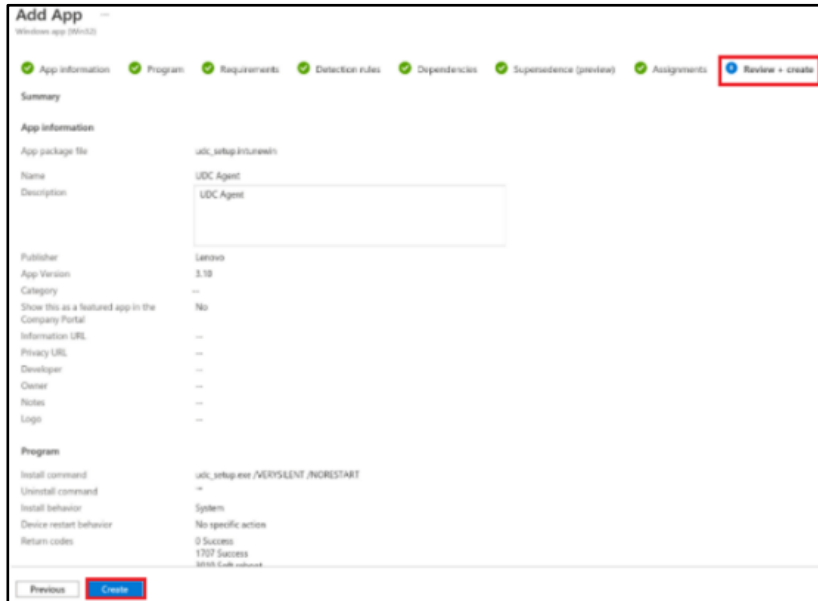 Add App ...
Windows app (Win32)
App information Program Requirements Detection rules Dependencies Supersedence (preview) Assignments Review + create
Summary
App information
App package file udc_setup.intunewin
Name UDC Agent
Description UDC Agent
Publisher Lenovo
App Version 3.10
Category --
Show this as a featured app in the No
Company Portal
Information URL --
Privacy URL --
Developer --
Owner --
Notes --
Logo --
Program
Install command udc_setup.exe /VERYSILENT /NORESTART
Uninstall command
Install behavior System
Device restart behavior No specific action
Return codes 0 Success
1707 Success
3010 Soft reboot
Previous Create